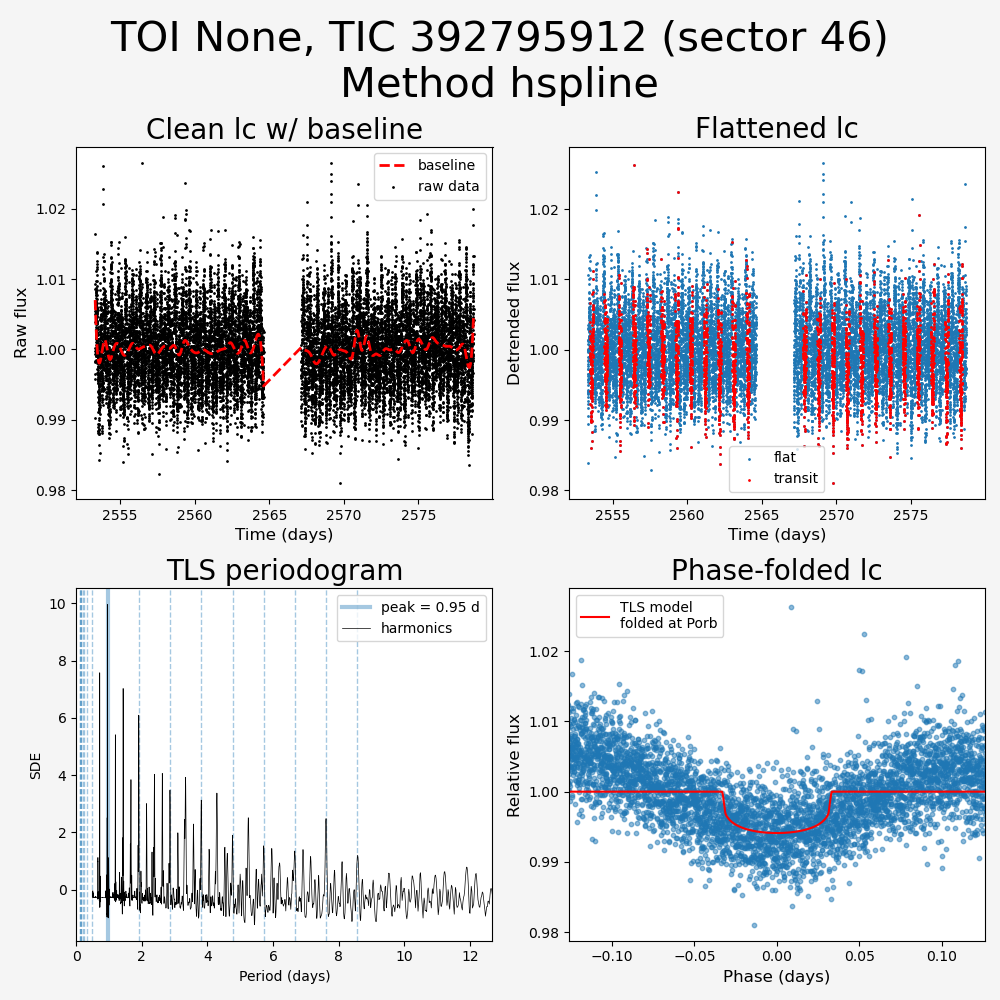 TOI None, TIC 392795912 (sector 46)
Method hspline
Clean lc w/ baseline
Raw flux
1.02
1.01
1.00
0.99
0.98
baseline
raw data
2555
2560
2565
2570
2575
Time (days)
Flattened lc
Detrended flux
1.02
1.01
1.00
0.99
0.98
flat
transit
2555
2560
2565
2570
2575
Time (days)
TLS periodogram
SDE
10
8
6
4
2
0
peak = 0.95 d
harmonics
0
2
4
6
8
10
12
Period (days)
Phase-folded lc
Relative flux
1.02
1.01
1.00
0.99
0.98
TLS model
folded at Porb
−0.10
−0.05
0.00
0.05
0.10
Phase (days)